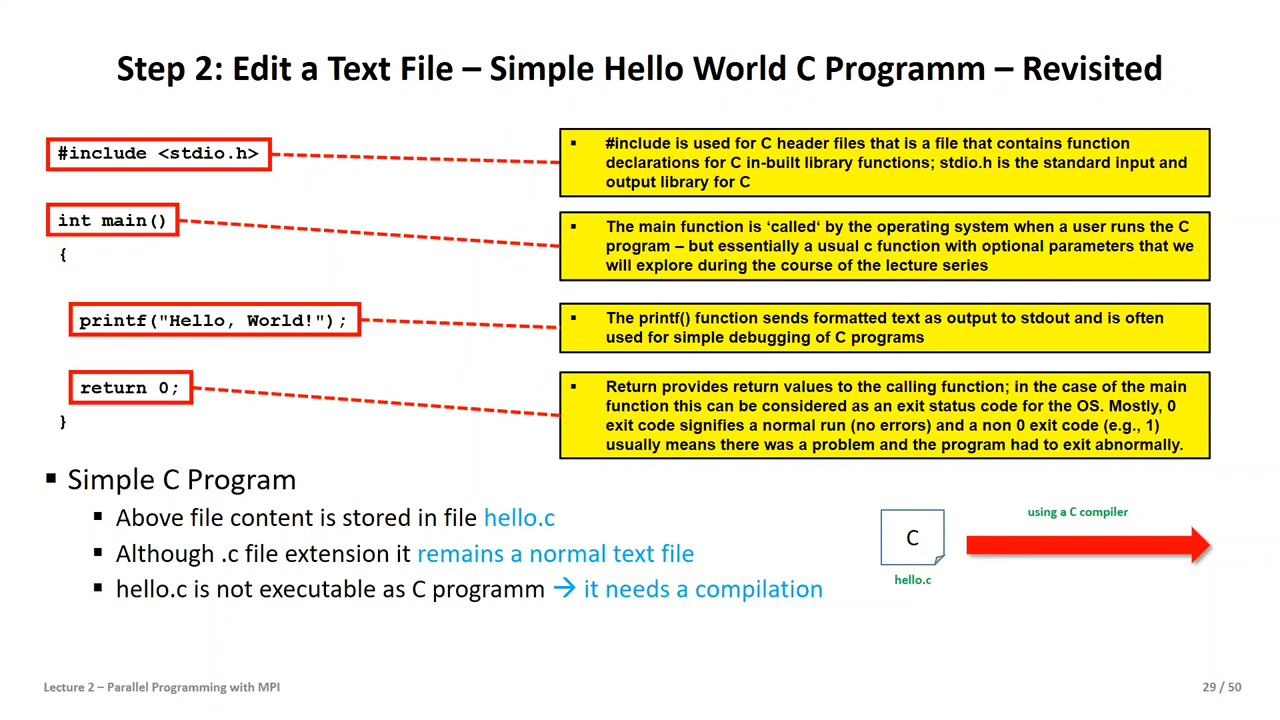 Step 2: Edit a Text File – Simple Hello World C Programm – Revisited
#include <stdio.h>
▪ #include is used for C header files that is a file that contains function
declarations for C in-built library functions; stdio.h is the standard input and
output library for C
int main()
▪ The main function is ‘called‘ by the operating system when a user runs the C
program – but essentially a usual c function with optional parameters that we
will explore during the course of the lecture series
{
printf("Hello, World!");
▪ The printf() function sends formatted text as output to stdout and is often
used for simple debugging of C programs
return 0;
▪ Return provides return values to the calling function; in the case of the main
function this can be considered as an exit status code for the OS. Mostly, 0
exit code signifies a normal run (no errors) and a non 0 exit code (e.g., 1)
usually means there was a problem and the program had to exit abnormally.
}
▪ Simple C Program
▪ Above file content is stored in file hello.c
▪ Although .c file extension it remains a normal text file
▪ hello.c is not executable as C programm → it needs a compilation
C
hello.c
using a C compiler
Lecture 2 – Parallel Programming with MPI
29 / 50